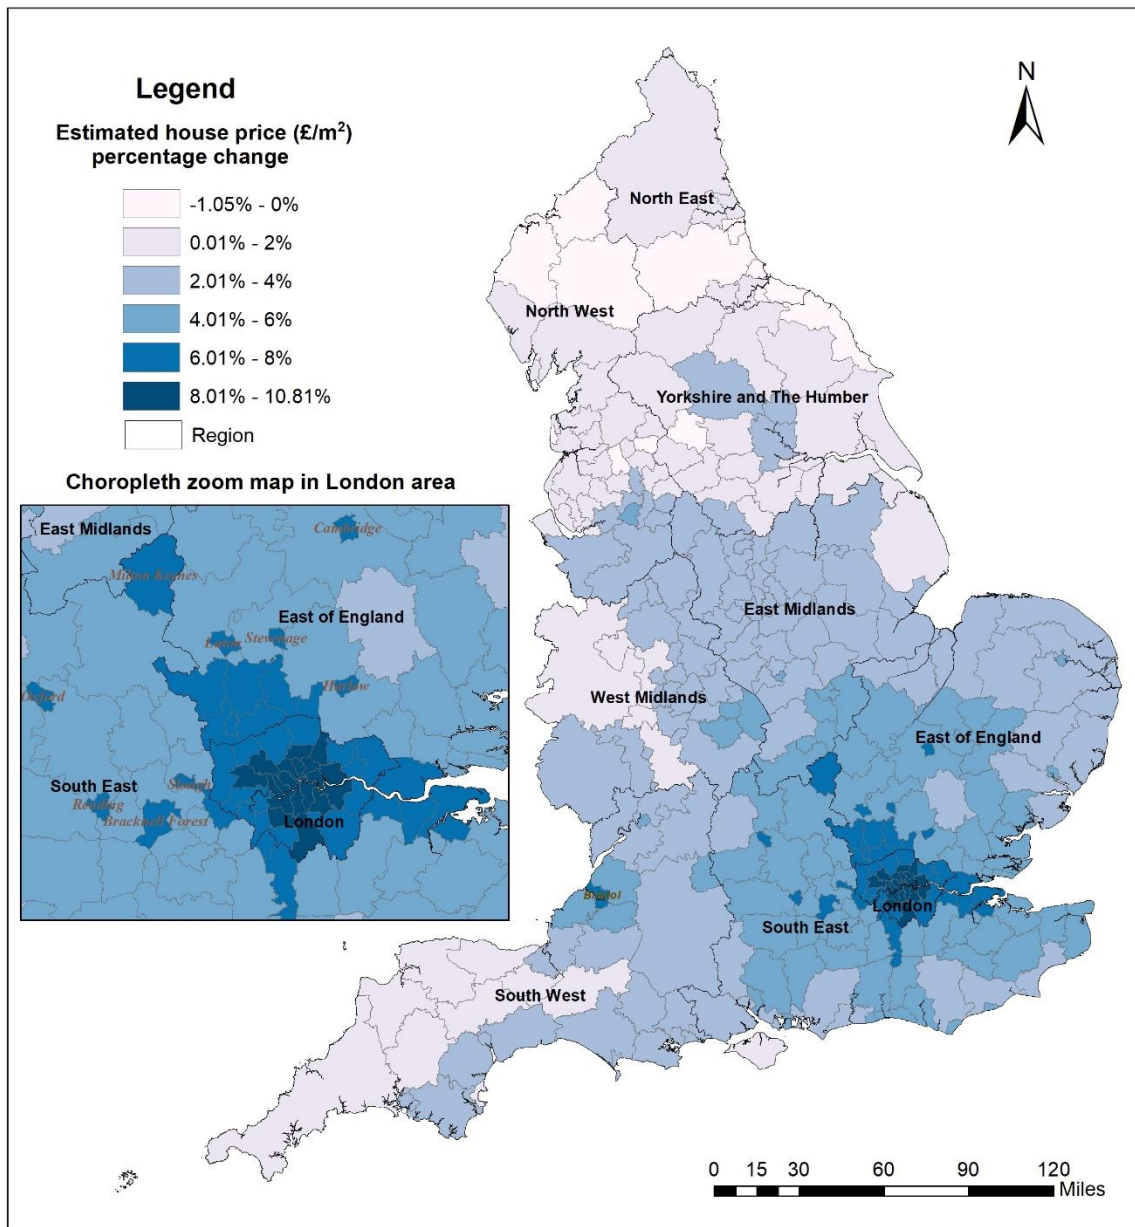 Legend
Estimated house price (£/m²)
percentage change
-1.05% - 0%
0.01% - 2%
2.01% - 4%
4.01% - 6%
6.01% - 8%
8.01% - 10.81%
Region
Choropleth zoom map in London area
East Midlands
Cambridge
Milton Keynes
East of England
Luton
Stevenage
Oxford
Harlow
South East
Slough
Reading
Bracknell Forest
London
N
North East
North West
Yorkshire and The Humber
East Midlands
West Midlands
East of England
Bristol
London
South East
South West
0 15 30 60 90 120
Miles